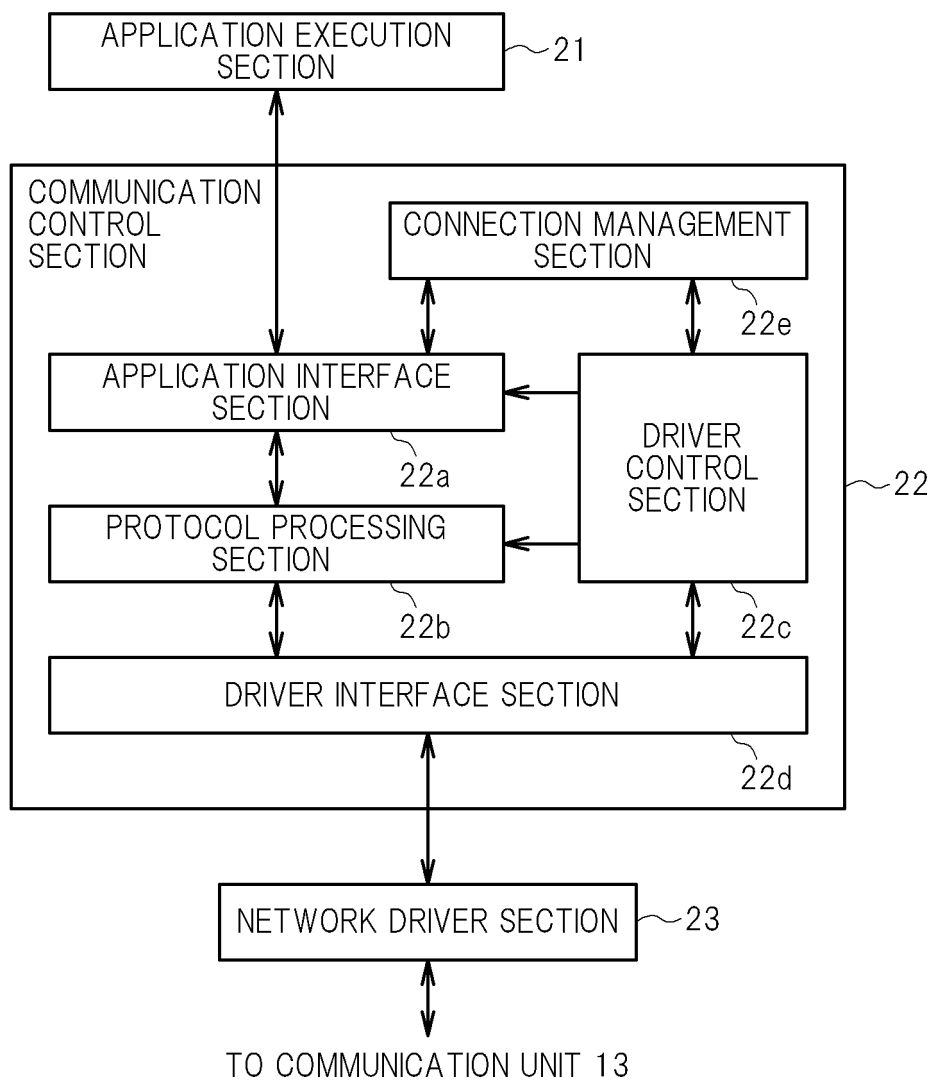 APPLICATION EXECUTION
SECTION
21
COMMUNICATION
CONTROL
SECTION
CONNECTION MANAGEMENT
SECTION
22e
APPLICATION INTERFACE
SECTION
22a
DRIVER
CONTROL
SECTION
22
PROTOCOL PROCESSING
SECTION
22b
22c
DRIVER INTERFACE SECTION
22d
NETWORK DRIVER SECTION
23
TO COMMUNICATION UNIT 13